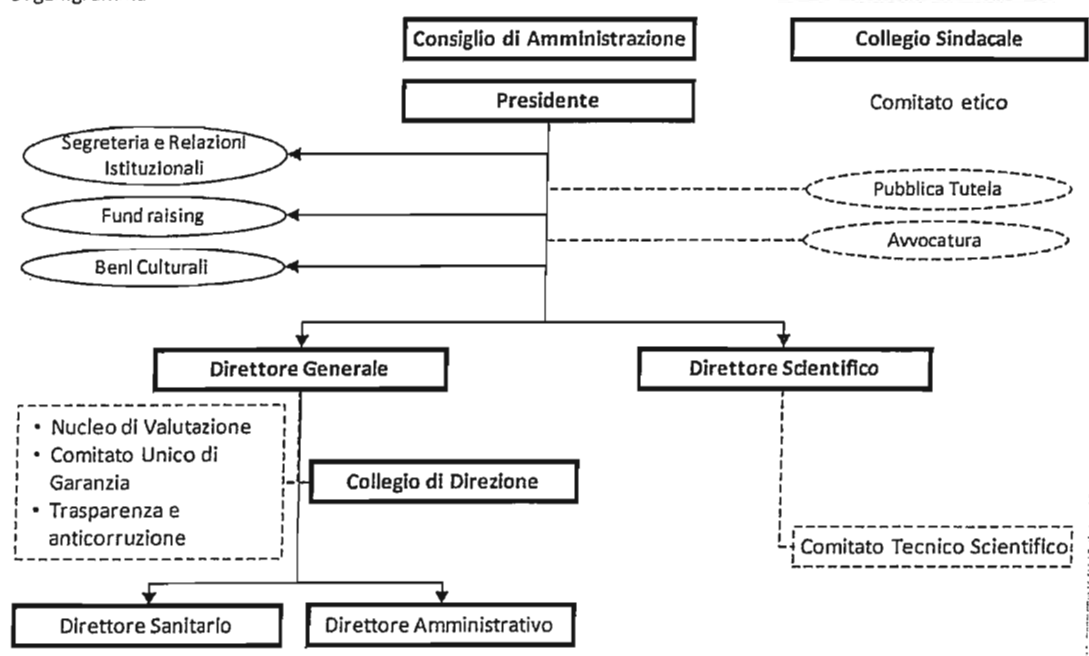 Consiglio di Amministrazione
Collegio Sindacale
Presidente
Comitato etico
Segreteria e Relazioni
Istituzionali
Pubblica Tutela
Fund raising
Avvocatura
Beni Culturali
Direttore Generale
Direttore Scientifico
• Nucleo di Valutazione
• Comitato Unico di
Garanzia
• Trasparenza e
anticorruzione
Collegio di Direzione
Comitato Tecnico Scientifico
Direttore Sanitario
Direttore Amministrativo